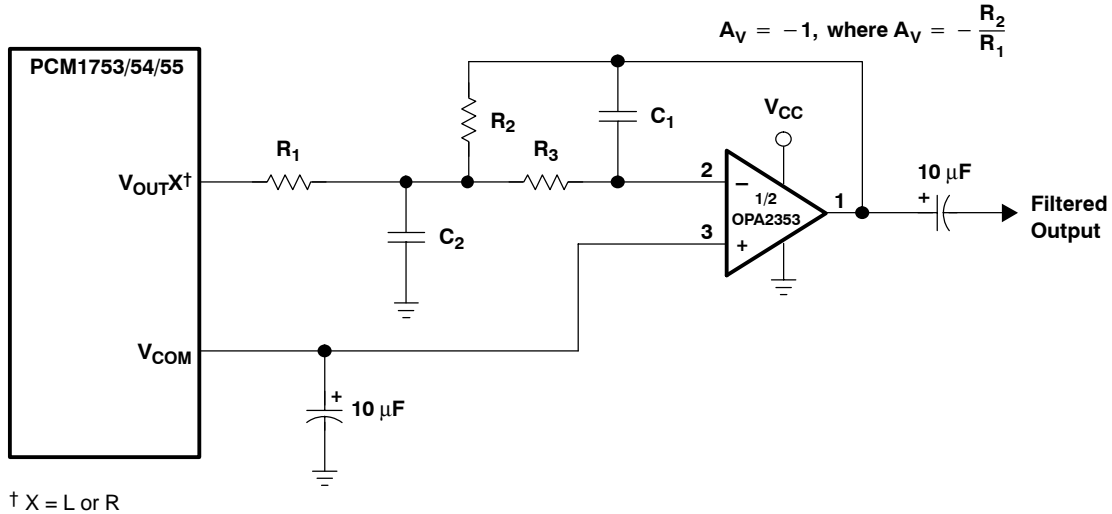 A_V = −1, where A_V = − R_2 / R_1
PCM1753/54/55
V_CC
R_2
C_1
R_1
R_3
V_OUTX†
2
−
1/2
OPA2353
1
10 μF
+
Filtered
Output
3
+
C_2
V_COM
+
10 μF
† X = L or R